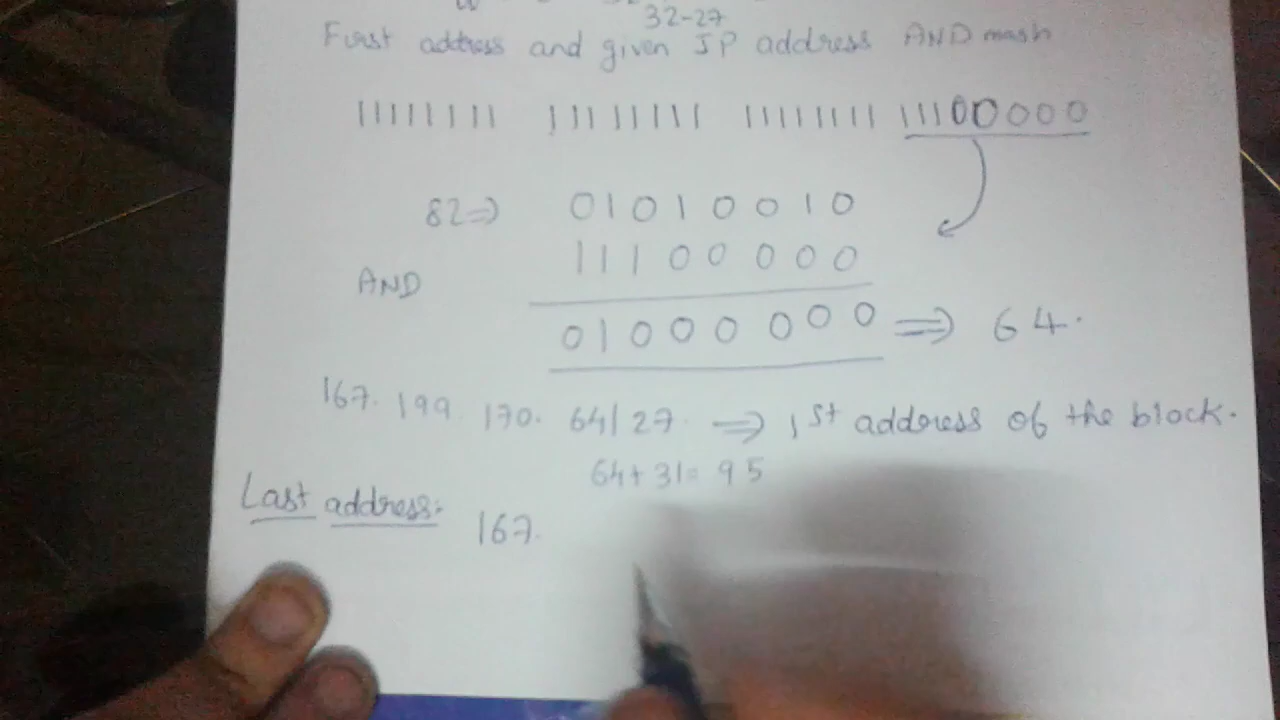 32-27
First address and given IP address AND mask
11111111 11111111 11111111 11100000
82⇒ 01010010
11100000
AND
01000000 ⇒ 64.
167. 199 170. 64/27 ⇒ 1st address of the block.
64+31=95
Last address:
167.